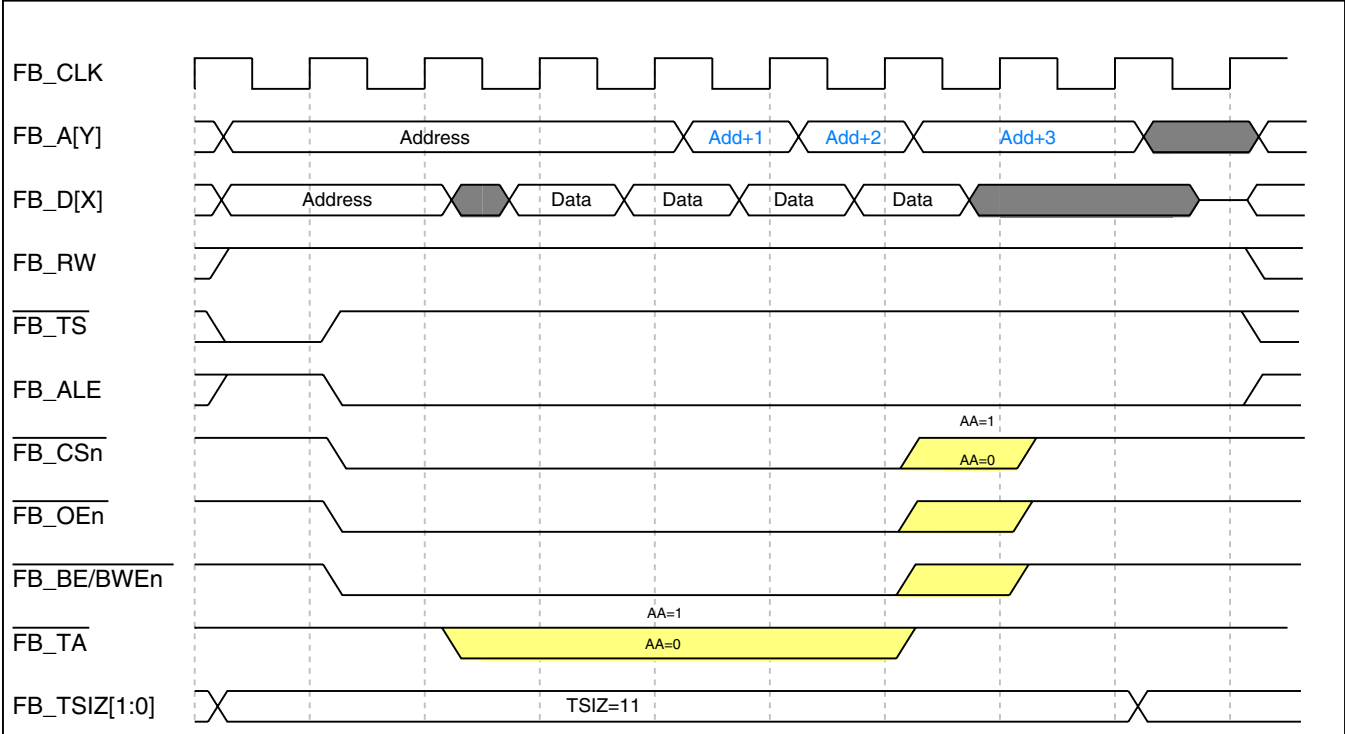 FB_CLK
FB_A[Y] Address Add+1 Add+2 Add+3
FB_D[X] Address Data Data Data Data
FB_RW
FB_TS
FB_ALE
AA=1
FB_CSn AA=0
FB_OEn
FB_BE/BWEn
AA=1
FB_TA AA=0
FB_TSIZ[1:0] TSIZ=11